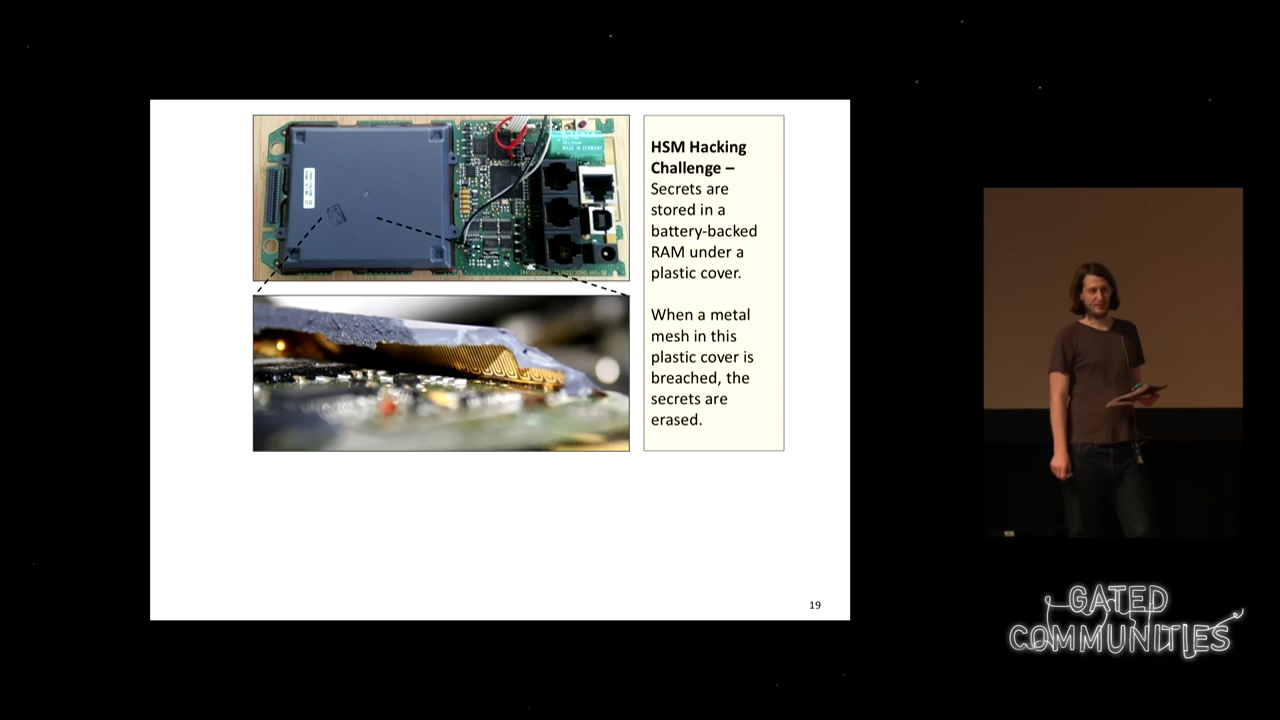 HSM Hacking
Challenge –
Secrets are
stored in a
battery-backed
RAM under a
plastic cover.
When a metal
mesh in this
plastic cover is
breached, the
secrets are
erased.
19
GATED
COMMUNITIES